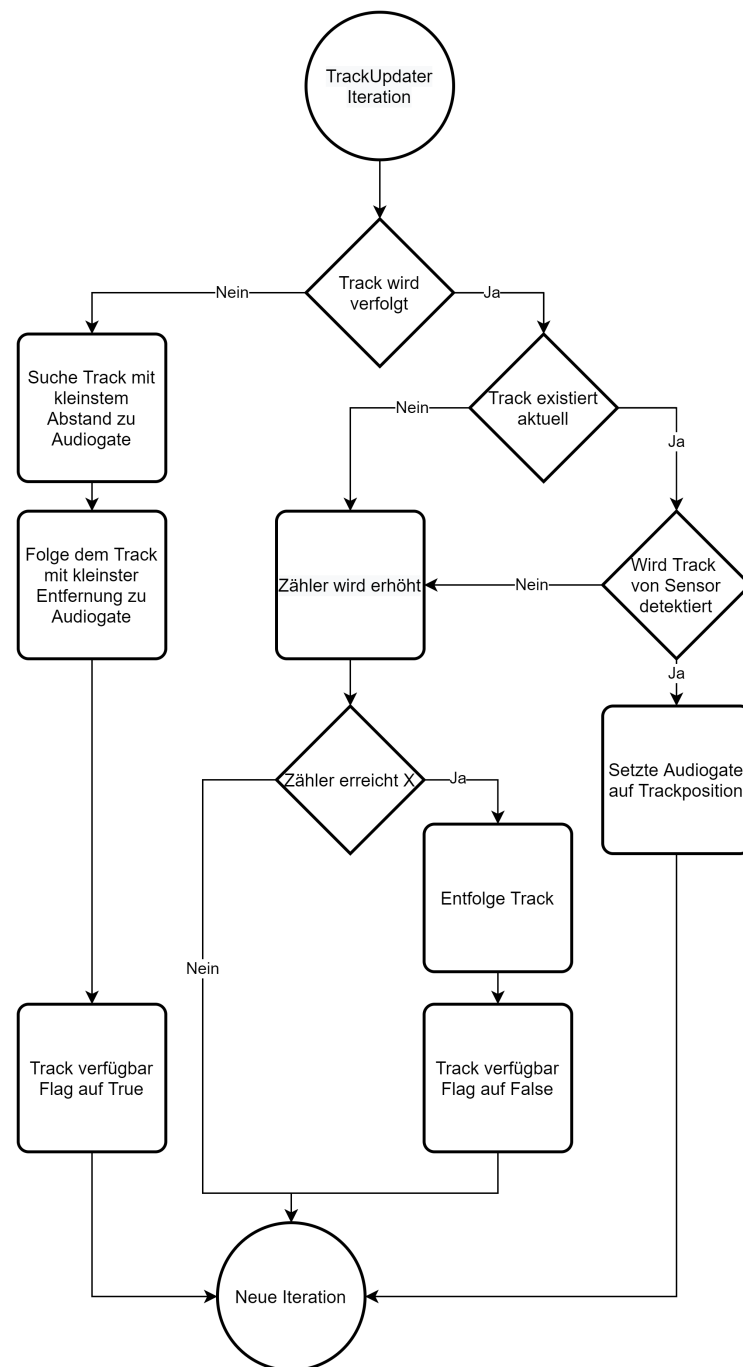 TrackUpdater
Iteration
Track wird
verfolgt
Nein
Ja
Suche Track mit
kleinstem
Abstand zu
Audiogate
Track existiert
aktuell
Nein
Ja
Folge dem Track
mit kleinster
Entfernung zu
Audiogate
Zähler wird erhöht
Nein
Wird Track
von Sensor
detektiert
Ja
Zähler erreicht X
Ja
Setzte Audiogate
auf Trackposition
Entfolge Track
Nein
Track verfügbar
Flag auf True
Track verfügbar
Flag auf False
Neue Iteration